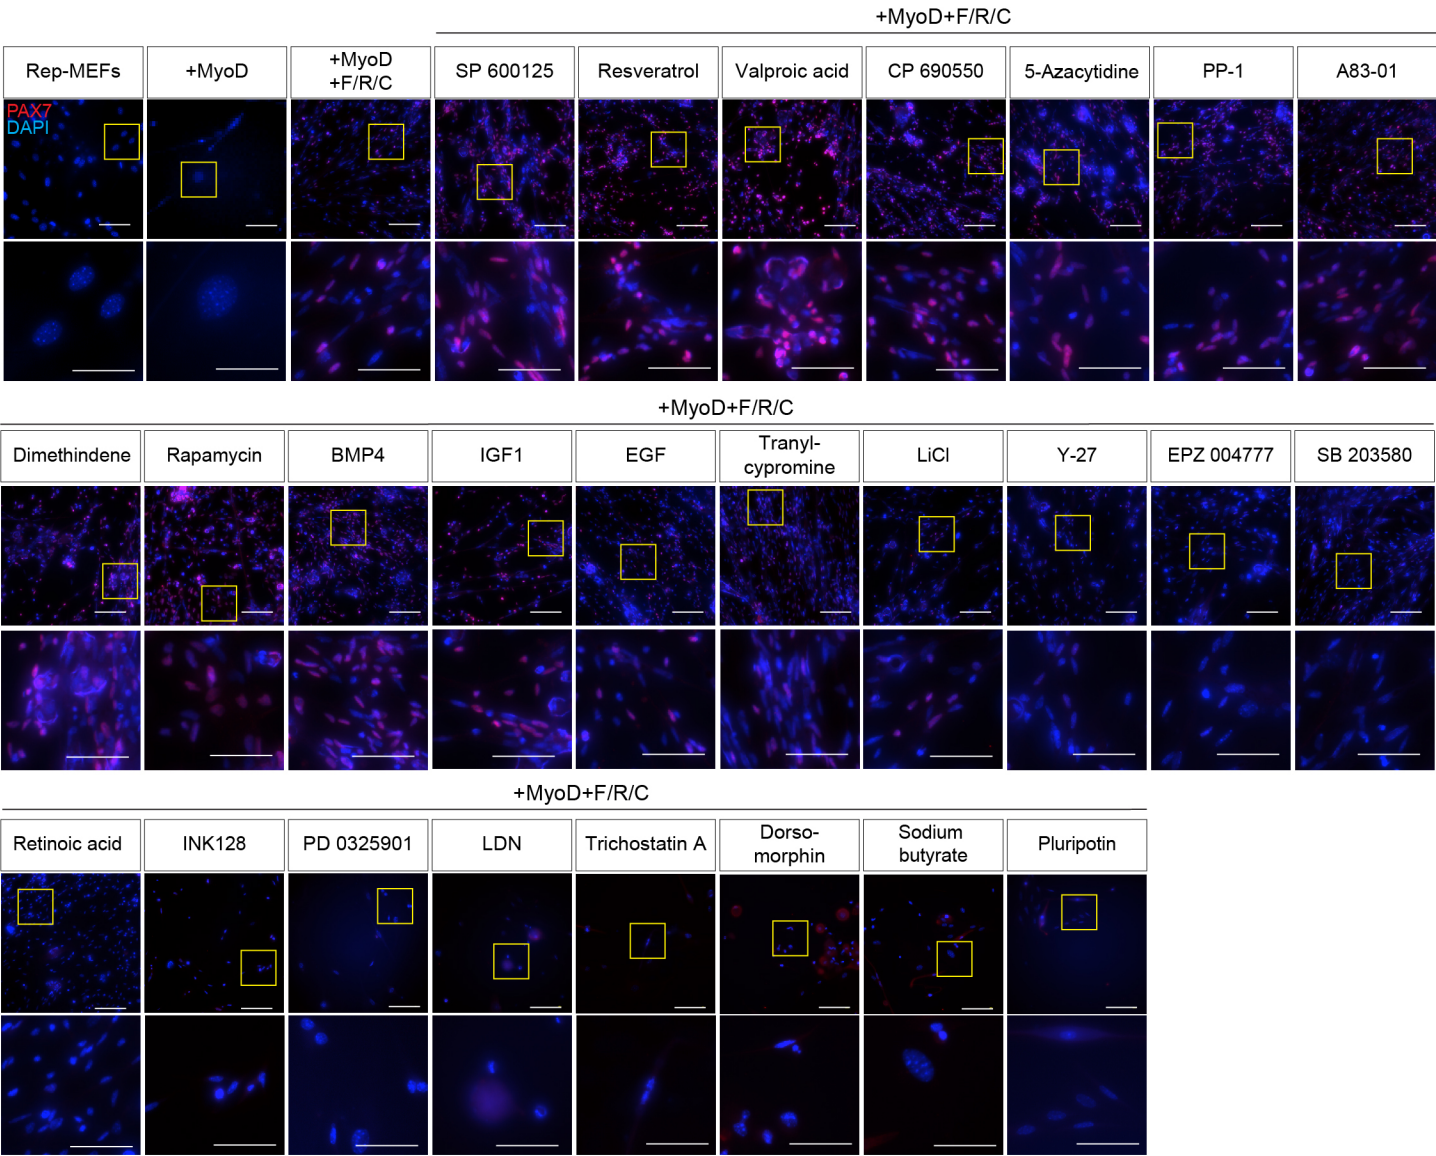 +MyoD+F/R/C
Rep-MEFs
+MyoD
+MyoD
+F/R/C
SP 600125
Resveratrol
Valproic acid
CP 690550
5-Azacytidine
PP-1
A83-01
PAX7
DAPI
+MyoD+F/R/C
Dimethindene
Rapamycin
BMP4
IGF1
EGF
Tranyl-
cypromine
LiCl
Y-27
EPZ 004777
SB 203580
+MyoD+F/R/C
Retinoic acid
INK128
PD 0325901
LDN
Trichostatin A
Dorso-
morphin
Sodium
butyrate
Pluripotin